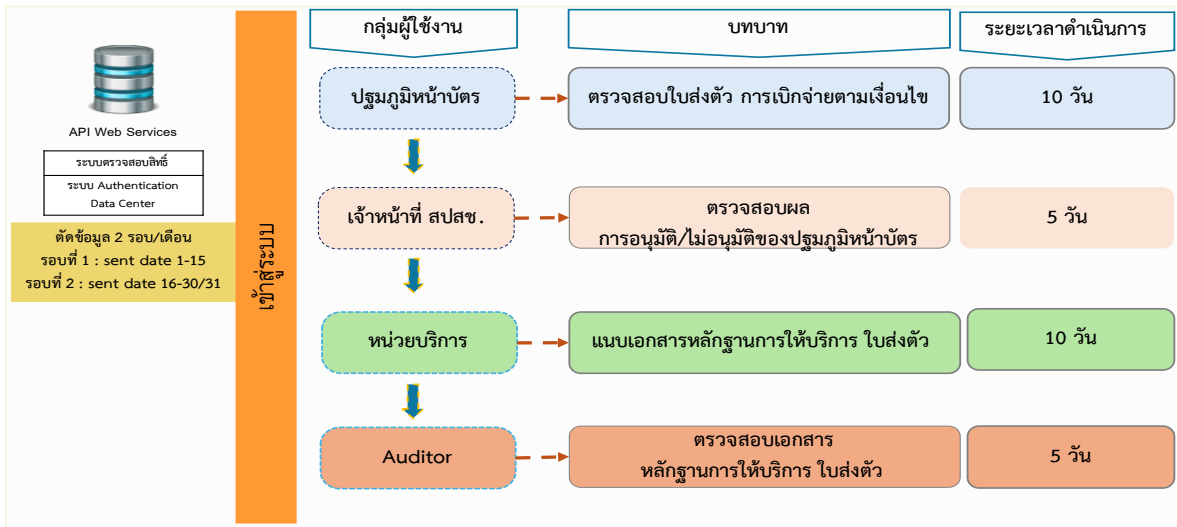 กลุ่มผู้ใช้งาน
บทบาท
ระยะเวลาดำเนินการ
API Web Services
ระบบตรวจสอบสิทธิ์
ระบบ Authentication
Data Center
ตัดข้อมูล 2 รอบ/เดือน
รอบที่ 1 : sent date 1-15
รอบที่ 2 : sent date 16-30/31
เข้าสู่ระบบ
ปฐมภูมิหน้าบัตร
ตรวจสอบใบส่งตัว การเบิกจ่ายตามเงื่อนไข
10 วัน
เจ้าหน้าที่ สปสช.
ตรวจสอบผล
การอนุมัติ/ไม่อนุมัติของปฐมภูมิหน้าบัตร
5 วัน
หน่วยบริการ
แนบเอกสารหลักฐานการให้บริการ ใบส่งตัว
10 วัน
Auditor
ตรวจสอบเอกสาร
หลักฐานการให้บริการ ใบส่งตัว
5 วัน